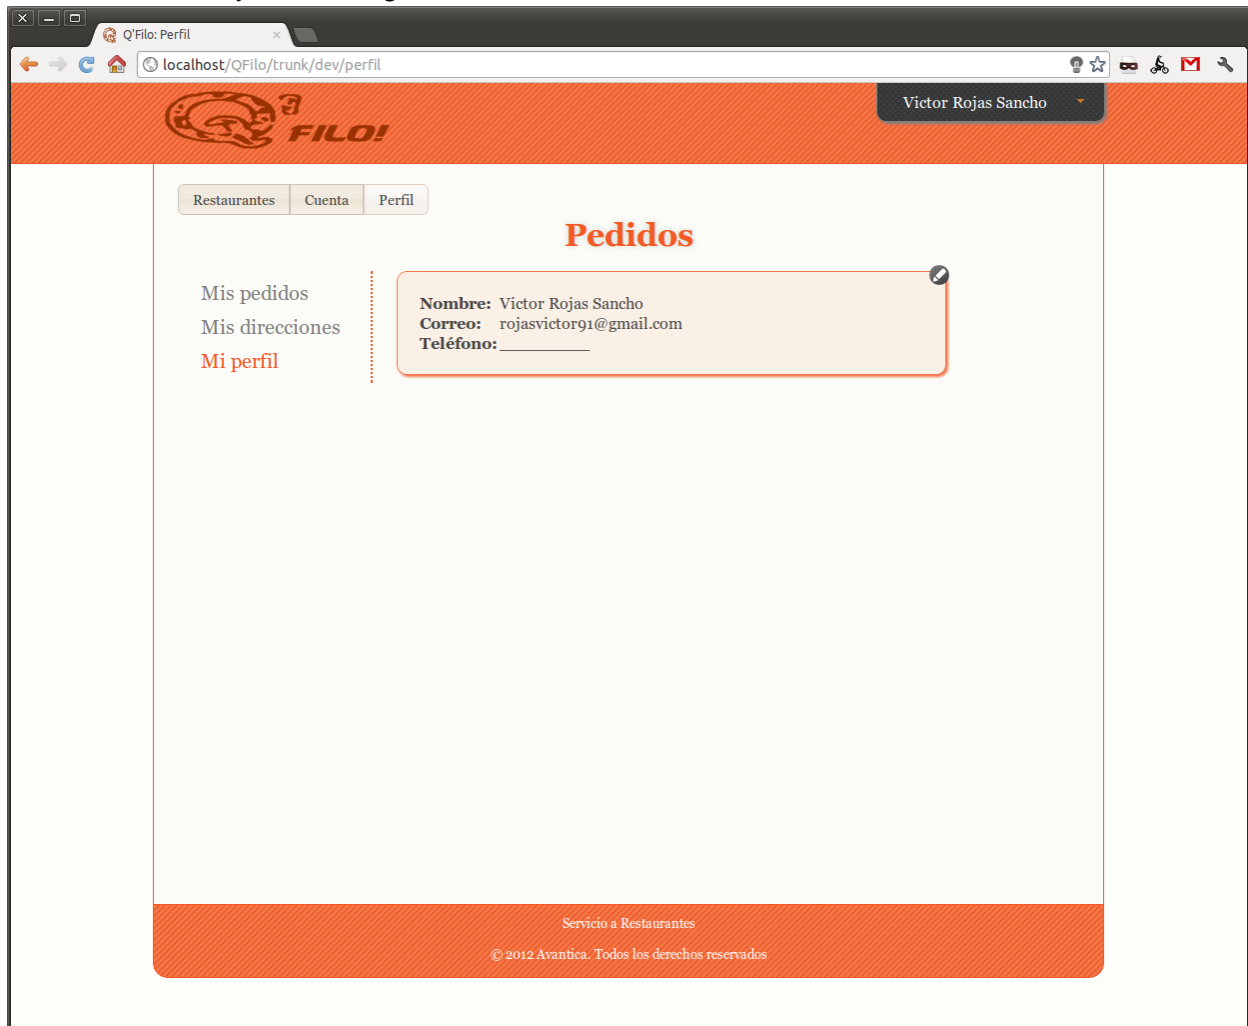 Q'Filo: Perfil
localhost/QFilo/trunk/dev/perfil
FILO!
Victor Rojas Sancho
Restaurantes Cuenta Perfil
Pedidos
Mis pedidos
Mis direcciones
Mi perfil
Nombre: Victor Rojas Sancho
Correo: rojasvictor91@gmail.com
Teléfono: __________
Servicio a Restaurantes
© 2012 Avantica. Todos los derechos reservados